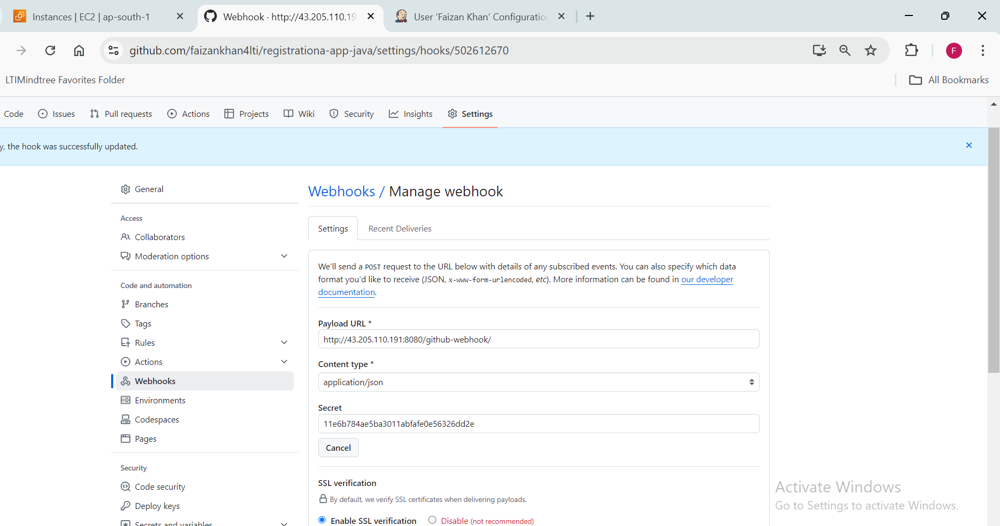 Instances | EC2 | ap-south-1
Webhook · http://43.205.110.19
User ‘Faizan Khan’ Configuratio
github.com/faizankhan4lti/registrationa-app-java/settings/hooks/502612670
F
LTIMindtree Favorites Folder
All Bookmarks
Code
Issues
Pull requests
Actions
Projects
Wiki
Security
Insights
Settings
y, the hook was successfully updated.
General
Access
Collaborators
Moderation options
Code and automation
Branches
Tags
Rules
Actions
Webhooks
Environments
Codespaces
Pages
Security
Code security
Deploy keys
Secrets and variables
Webhooks / Manage webhook
Settings
Recent Deliveries
We'll send a POST request to the URL below with details of any subscribed events. You can also specify which data
format you'd like to receive (JSON, x-www-form-urlencoded, etc). More information can be found in our developer
documentation.
Payload URL *
http://43.205.110.191:8080/github-webhook/
Content type *
application/json
Secret
11e6b784ae5ba3011abfafe0e56326dd2e
Cancel
SSL verification
By default, we verify SSL certificates when delivering payloads.
Enable SSL verification
Disable (not recommended)
Activate Windows
Go to Settings to activate Windows.